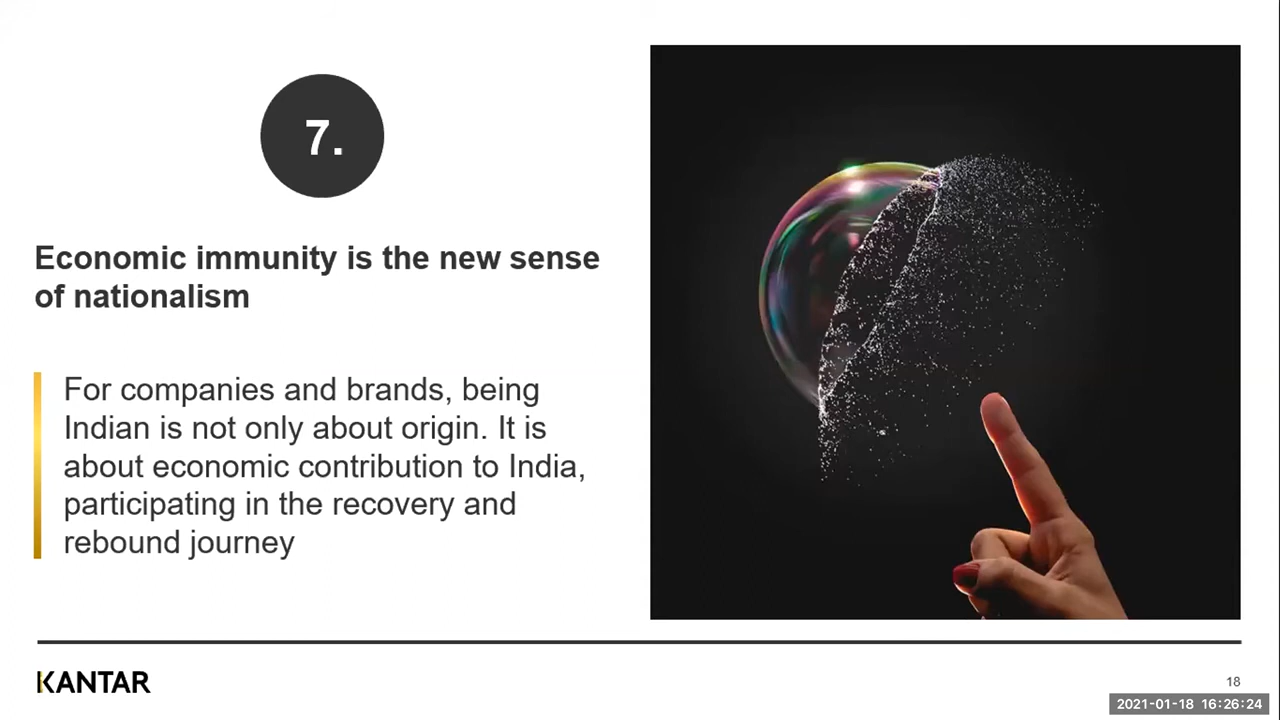 7.
Economic immunity is the new sense
of nationalism
For companies and brands, being
Indian is not only about origin. It is
about economic contribution to India,
participating in the recovery and
rebound journey
KANTAR
18
2021-01-18 16:26:24